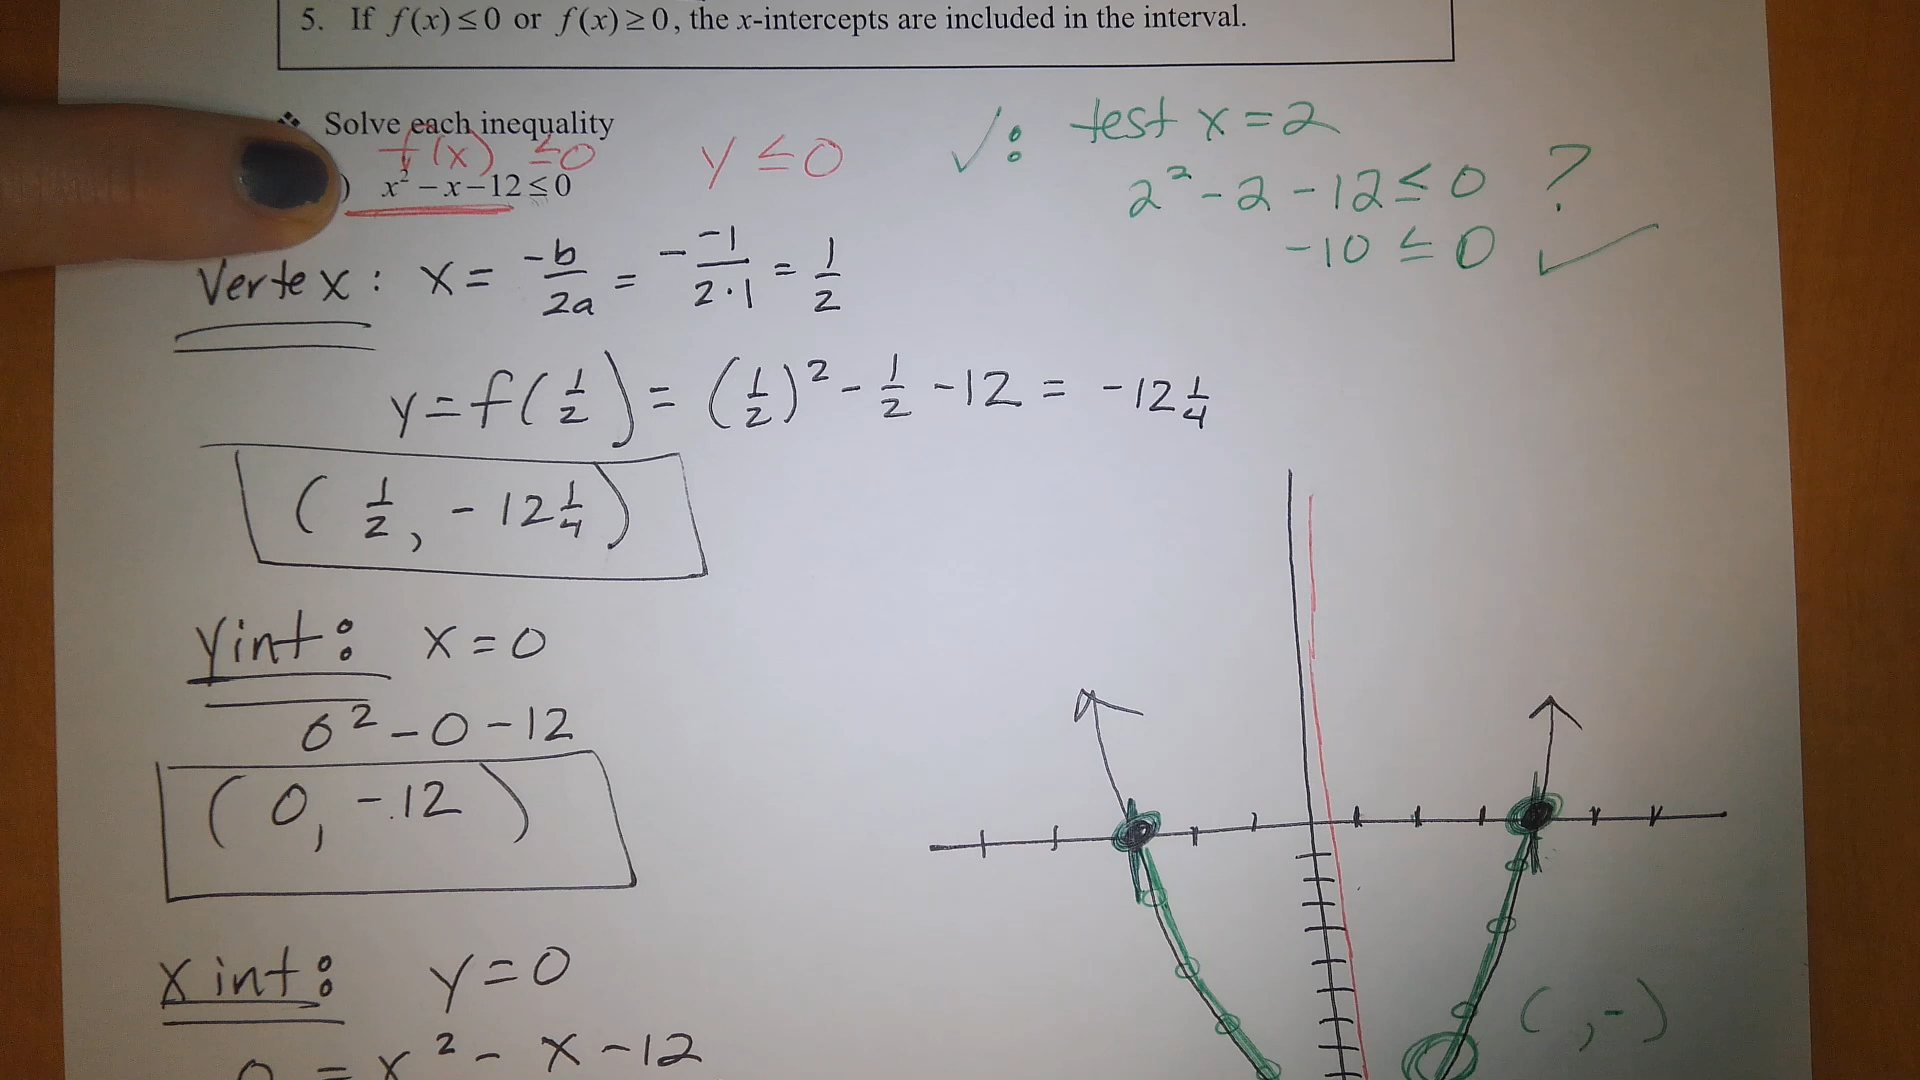 5. If f(x) ≤ 0 or f(x) ≥ 0, the x-intercepts are included in the interval.
❖ Solve each inequality
f(x) ≤0
y ≤ 0
) x² – x – 12 ≤ 0
✓: test x = 2
2² - 2 - 12 ≤ 0 ?
-10 ≤ 0 ✓
Vertex: x = -b/2a = - -1/2·1 = 1/2
y = f(1/2) = (1/2)² - 1/2 - 12 = -12 1/4
(1/2, -12 1/4)
Yint: x = 0
0² - 0 - 12
(0, -12)
X int: y = 0
0 = x² - x - 12
( , -)